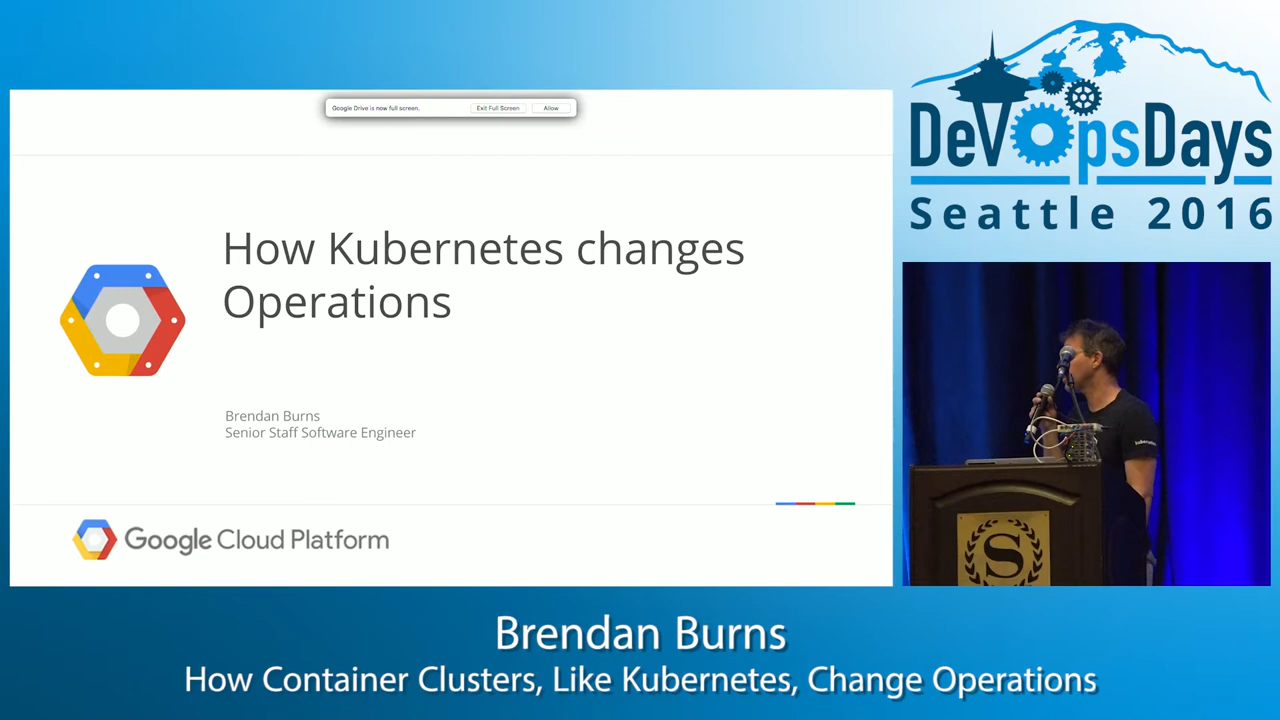 Google Drive is now full screen. Exit Full Screen Allow
How Kubernetes changes
Operations
Brendan Burns
Senior Staff Software Engineer
Google Cloud Platform
DevOpsDays
Seattle 2016
S
Brendan Burns
How Container Clusters, Like Kubernetes, Change Operations